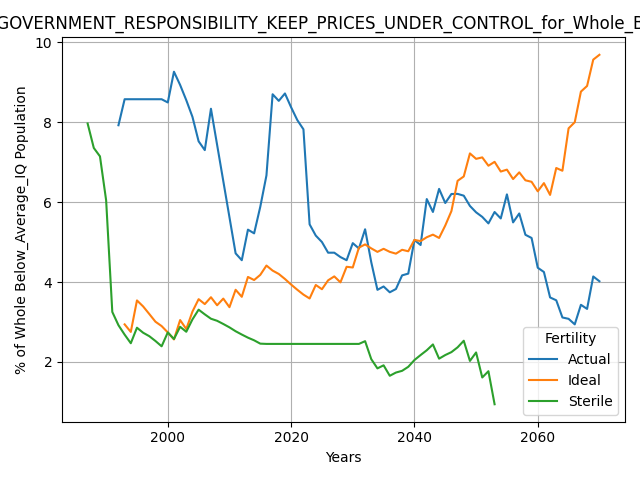 GOVERNMENT_RESPONSIBILITY_KEEP_PRICES_UNDER_CONTROL_for_Whole_B
10
8
6
4
2
% of Whole Below_Average_IQ Population
2000
2020
2040
2060
Years
Fertility
Actual
Ideal
Sterile